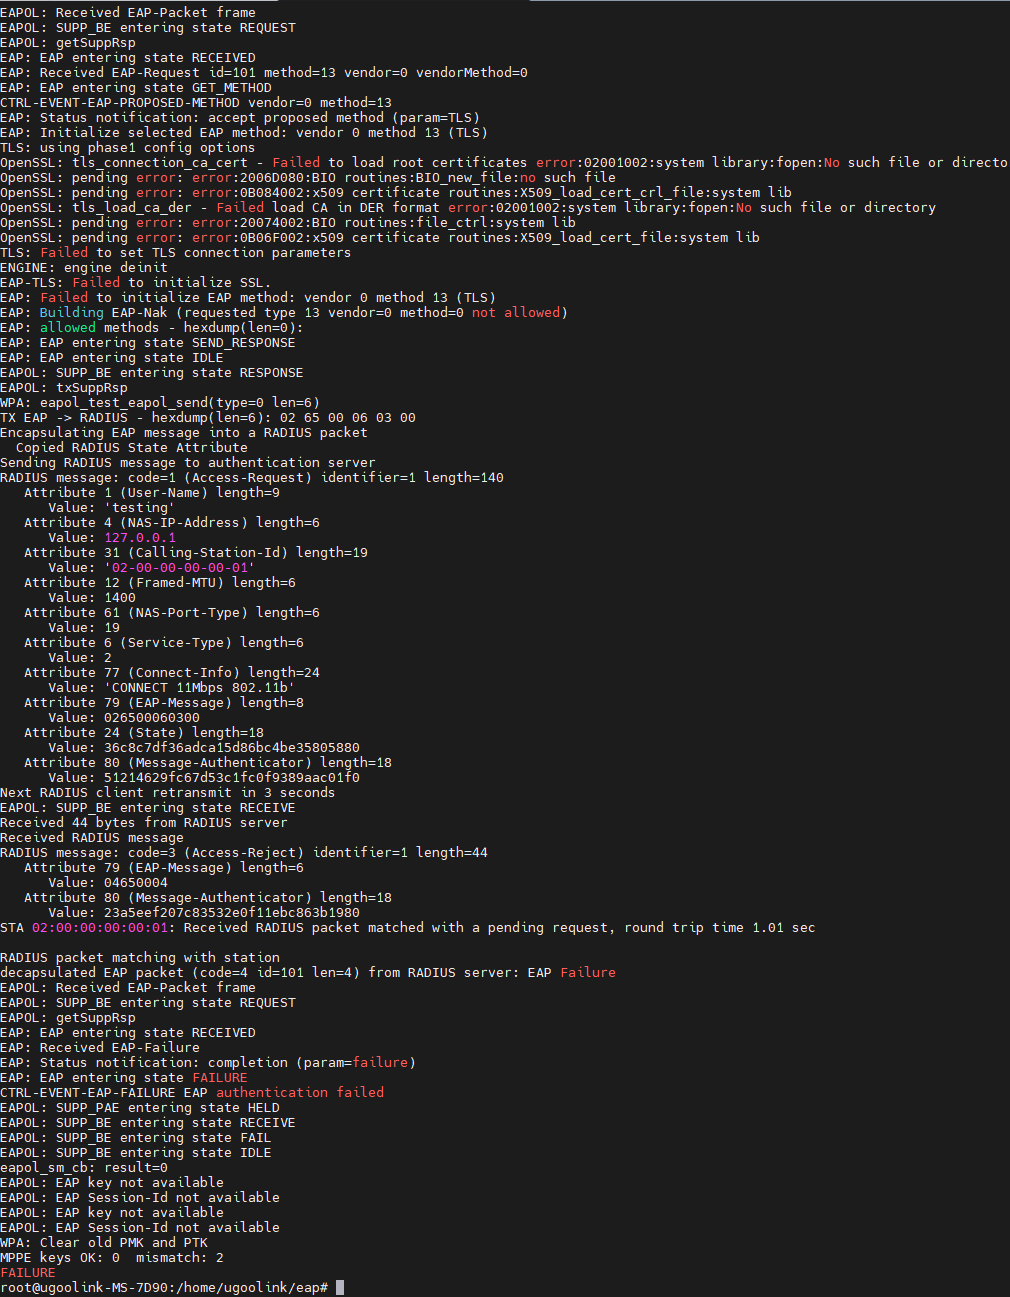 EAPOL: Received EAP-Packet frame
EAPOL: SUPP_BE entering state REQUEST
EAPOL: getSuppRsp
EAP: EAP entering state RECEIVED
EAP: Received EAP-Request id=101 method=13 vendor=0 vendorMethod=0
EAP: EAP entering state GET_METHOD
CTRL-EVENT-EAP-PROPOSED-METHOD vendor=0 method=13
EAP: Status notification: accept proposed method (param=TLS)
EAP: Initialize selected EAP method: vendor 0 method 13 (TLS)
TLS: using phase1 config options
OpenSSL: tls_connection_ca_cert - Failed to load root certificates error:02001002:system library:fopen:No such file or directo
OpenSSL: pending error: error:2006D080:BIO routines:BIO_new_file:no such file
OpenSSL: pending error: error:0B084002:x509 certificate routines:X509_load_cert_crl_file:system lib
OpenSSL: tls_load_ca_der - Failed load CA in DER format error:02001002:system library:fopen:No such file or directory
OpenSSL: pending error: error:20074002:BIO routines:file_ctrl:system lib
OpenSSL: pending error: error:0B06F002:x509 certificate routines:X509_load_cert_file:system lib
TLS: Failed to set TLS connection parameters
ENGINE: engine deinit
EAP-TLS: Failed to initialize SSL.
EAP: Failed to initialize EAP method: vendor 0 method 13 (TLS)
EAP: Building EAP-Nak (requested type 13 vendor=0 method=0 not allowed)
EAP: allowed methods - hexdump(len=0):
EAP: EAP entering state SEND_RESPONSE
EAP: EAP entering state IDLE
EAPOL: SUPP_BE entering state RESPONSE
EAPOL: txSuppRsp
WPA: eapol_test_eapol_send(type=0 len=6)
TX EAP -> RADIUS - hexdump(len=6): 02 65 00 06 03 00
Encapsulating EAP message into a RADIUS packet
  Copied RADIUS State Attribute
Sending RADIUS message to authentication server
RADIUS message: code=1 (Access-Request) identifier=1 length=140
   Attribute 1 (User-Name) length=9
      Value: 'testing'
   Attribute 4 (NAS-IP-Address) length=6
      Value: 127.0.0.1
   Attribute 31 (Calling-Station-Id) length=19
      Value: '02-00-00-00-00-01'
   Attribute 12 (Framed-MTU) length=6
      Value: 1400
   Attribute 61 (NAS-Port-Type) length=6
      Value: 19
   Attribute 6 (Service-Type) length=6
      Value: 2
   Attribute 77 (Connect-Info) length=24
      Value: 'CONNECT 11Mbps 802.11b'
   Attribute 79 (EAP-Message) length=8
      Value: 026500060300
   Attribute 24 (State) length=18
      Value: 36c8c7df36adca15d86bc4be35805880
   Attribute 80 (Message-Authenticator) length=18
      Value: 51214629fc67d53c1fc0f9389aac01f0
Next RADIUS client retransmit in 3 seconds
EAPOL: SUPP_BE entering state RECEIVE
Received 44 bytes from RADIUS server
Received RADIUS message
RADIUS message: code=3 (Access-Reject) identifier=1 length=44
   Attribute 79 (EAP-Message) length=6
      Value: 04650004
   Attribute 80 (Message-Authenticator) length=18
      Value: 23a5eef207c83532e0f11ebc863b1980
STA 02:00:00:00:00:01: Received RADIUS packet matched with a pending request, round trip time 1.01 sec

RADIUS packet matching with station
decapsulated EAP packet (code=4 id=101 len=4) from RADIUS server: EAP Failure
EAPOL: Received EAP-Packet frame
EAPOL: SUPP_BE entering state REQUEST
EAPOL: getSuppRsp
EAP: EAP entering state RECEIVED
EAP: Received EAP-Failure
EAP: Status notification: completion (param=failure)
EAP: EAP entering state FAILURE
CTRL-EVENT-EAP-FAILURE EAP authentication failed
EAPOL: SUPP_PAE entering state HELD
EAPOL: SUPP_BE entering state RECEIVE
EAPOL: SUPP_BE entering state FAIL
EAPOL: SUPP_BE entering state IDLE
eapol_sm_cb: result=0
EAPOL: EAP key not available
EAPOL: EAP Session-Id not available
EAPOL: EAP key not available
EAPOL: EAP Session-Id not available
WPA: Clear old PMK and PTK
MPPE keys OK: 0  mismatch: 2
FAILURE
root@ugoolink-MS-7D90:/home/ugoolink/eap#